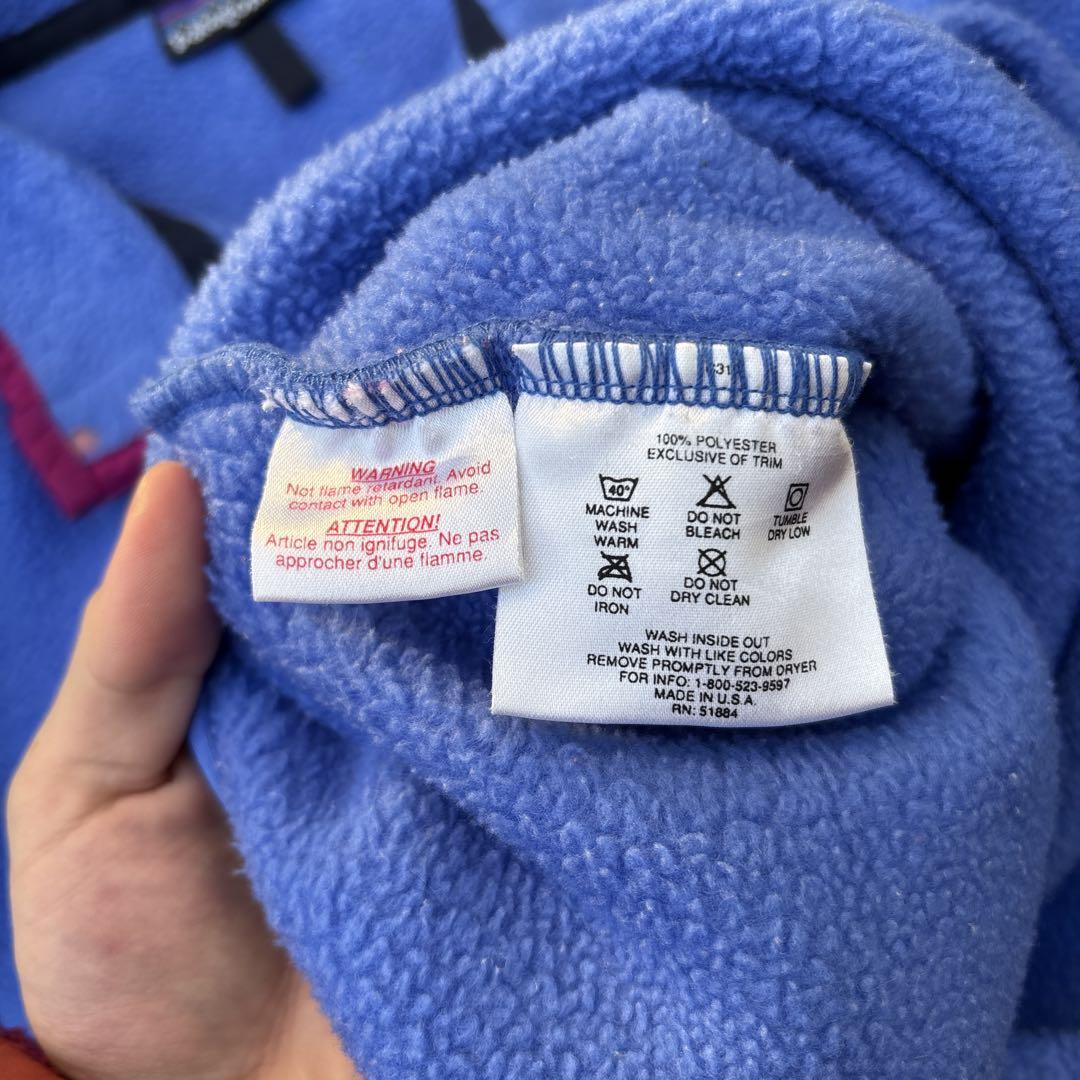 WARNING
Not flame retardant. Avoid
contact with open flame.
ATTENTION!
Article non ignifuge. Ne pas
approcher d'une flamme.
100% POLYESTER
EXCLUSIVE OF TRIM
40°
MACHINE
WASH
WARM
DO NOT
BLEACH
TUMBLE
DRY LOW
DO NOT
IRON
DO NOT
DRY CLEAN
WASH INSIDE OUT
WASH WITH LIKE COLORS
REMOVE PROMPTLY FROM DRYER
FOR INFO: 1-800-523-9597
MADE IN U.S.A.
RN: 51884